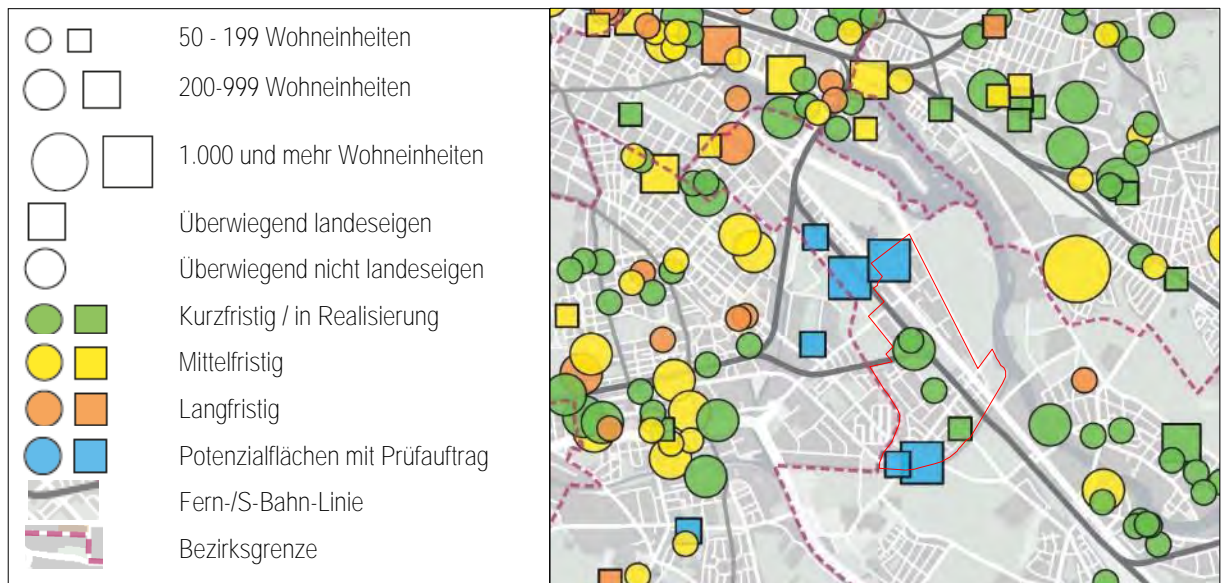 50 - 199 Wohneinheiten
200-999 Wohneinheiten
1.000 und mehr Wohneinheiten
Überwiegend landeseigen
Überwiegend nicht landeseigen
Kurzfristig / in Realisierung
Mittelfristig
Langfristig
Potenzialflächen mit Prüfauftrag
Fern-/S-Bahn-Linie
Bezirksgrenze